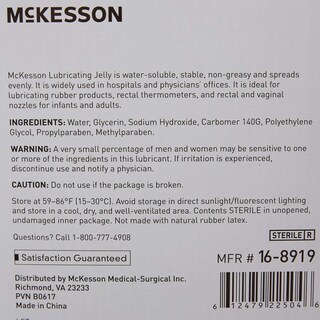 McKESSON
McKesson Lubricating Jelly is water-soluble, stable, non-greasy and spreads
evenly. It is widely used in hospitals and physicians' offices. It is ideal for
lubricating rubber products, rectal thermometers, and rectal and vaginal
nozzles for infants and adults.
INGREDIENTS: Water, Glycerin, Sodium Hydroxide, Carbomer 140G, Polyethylene
Glycol, Propylparaben, Methylparaben.
WARNING: A very small percentage of men and women may be sensitive to one
or more of the ingredients in this lubricant. If irritation is experienced,
discontinue use and notify a physician.
CAUTION: Do not use if the package is broken.
Store at 59–86°F (15–30°C). Avoid storage in direct sunlight/fluorescent lighting
and store in a cool, dry, and well-ventilated area. Contents STERILE in unopened,
undamaged inner package. Not made with natural rubber latex.
Questions? Call 1-800-777-4908
STERILE R
Satisfaction Guaranteed
MFR # 16-8919
Distributed by McKesson Medical-Surgical Inc.
Richmond, VA 23233
PVN B0617
Made in China
6 12479 22504 6